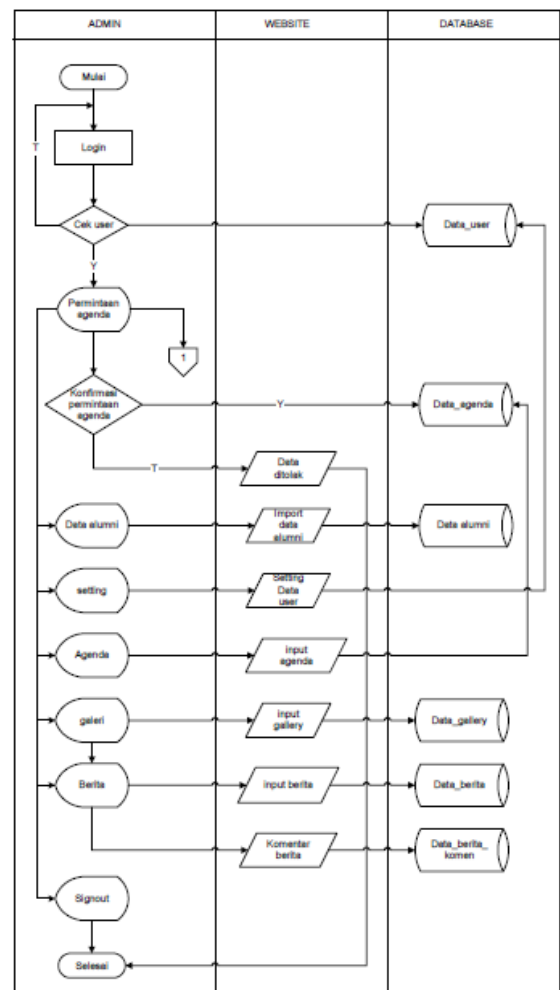 ADMIN
WEBSITE
DATABASE
Mulai
Login
T
Cek user
Data_user
Y
Permintaan
agenda
1
Konfirmasi
permintaan
agenda
Y
Data_agenda
T
Data
ditolak
Data alumni
Import
data
alumni
Data alumni
setting
Setting
Data
user
Agenda
input
agenda
galeri
input
gallery
Data_gallery
Berita
input berita
Data_berita
Komentar
berita
Data_berita_
komen
Signout
Selesai